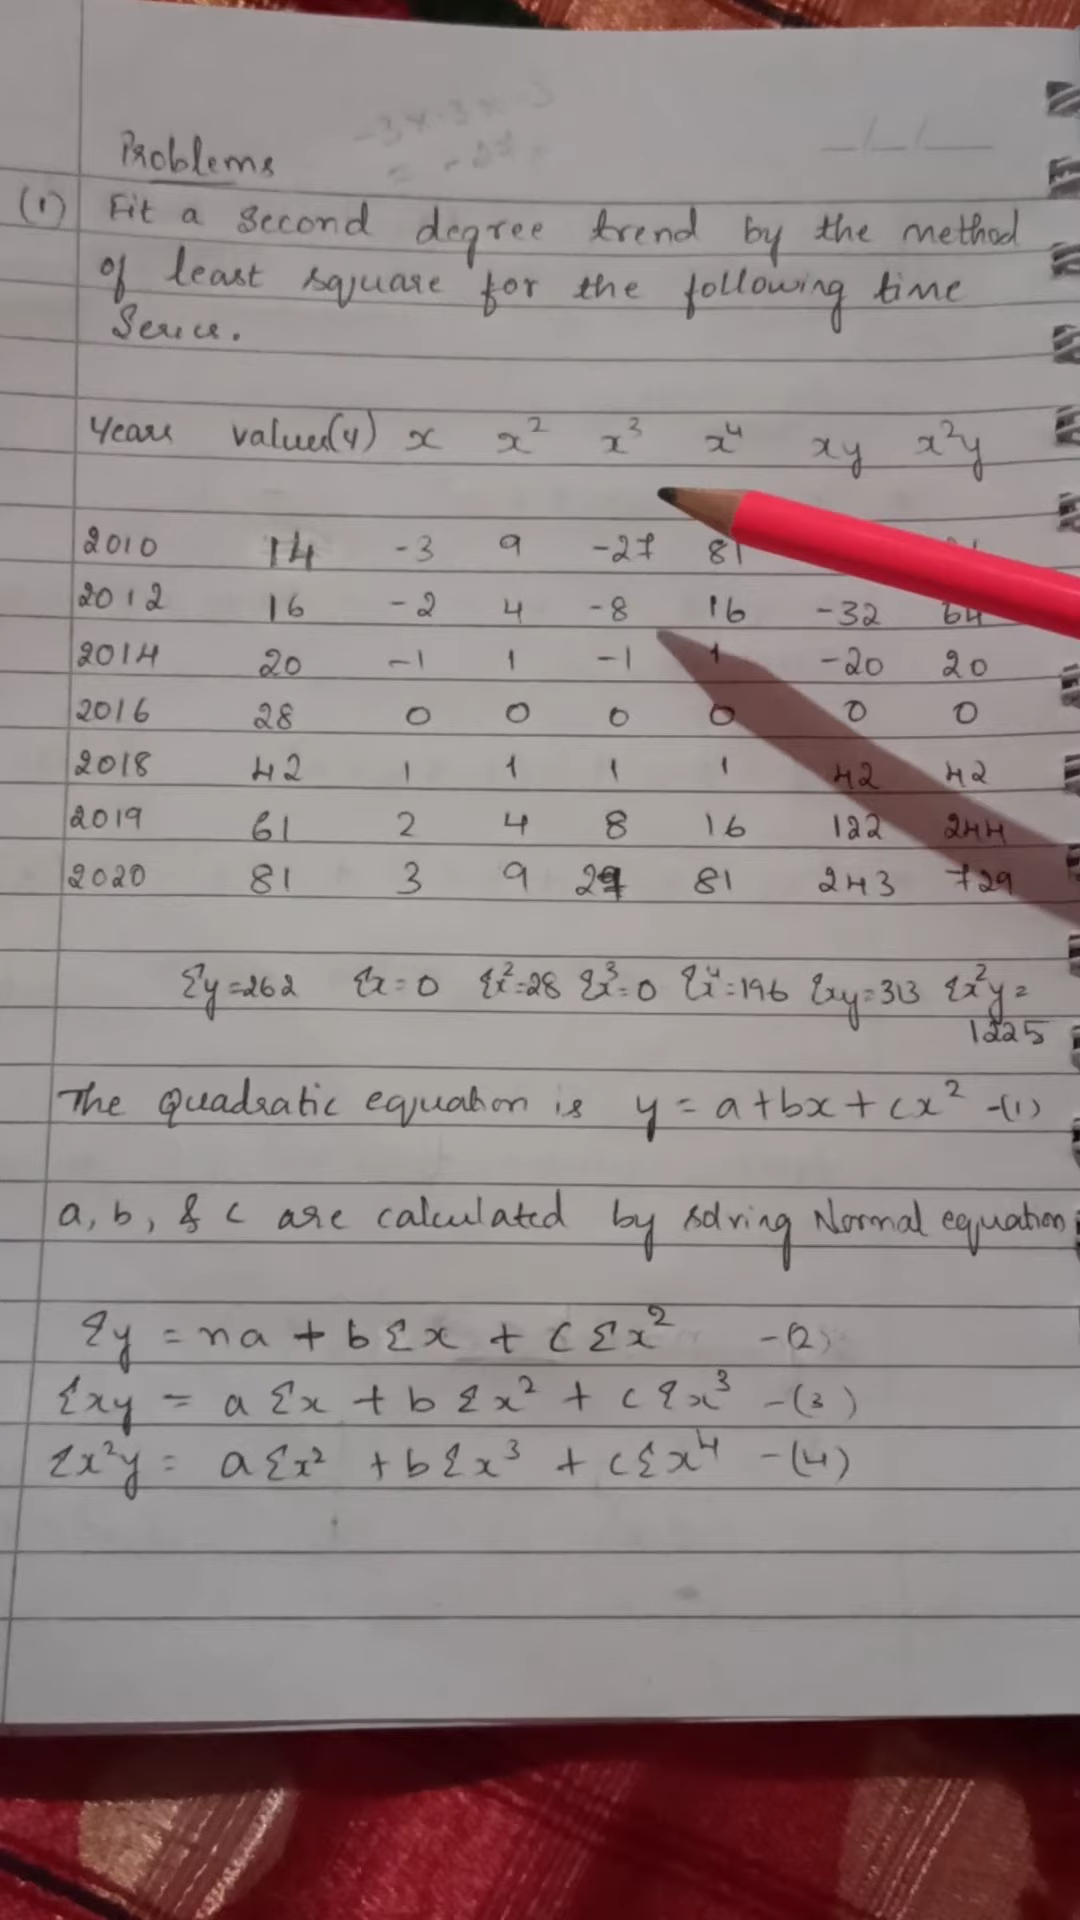 Problems
(1) Fit a second degree trend by the method
of least square for the following time
Series.
Years value(y) x x² x³ x⁴ xy x²y
2010 14 -3 9 -27 81
2012 16 -2 4 -8 16 -32 64
2014 20 -1 1 -1 1 -20 20
2016 28 0 0 0 0 0 0
2018 42 1 1 1 1 42 42
2019 61 2 4 8 16 122 244
2020 81 3 9 27 81 243 729
Σy=262 Σx=0 Σx²=28 Σx³=0 Σx⁴=196 Σxy=313 Σx²y=
1225
The quadratic equation is y = a+bx+cx² -(1)
a, b, & c are calculated by solving Normal equation
Σy = na + bΣx + cΣx² -(2)
Σxy = aΣx + bΣx² + cΣx³ -(3)
Σx²y = aΣx² + bΣx³ + cΣx⁴ -(4)